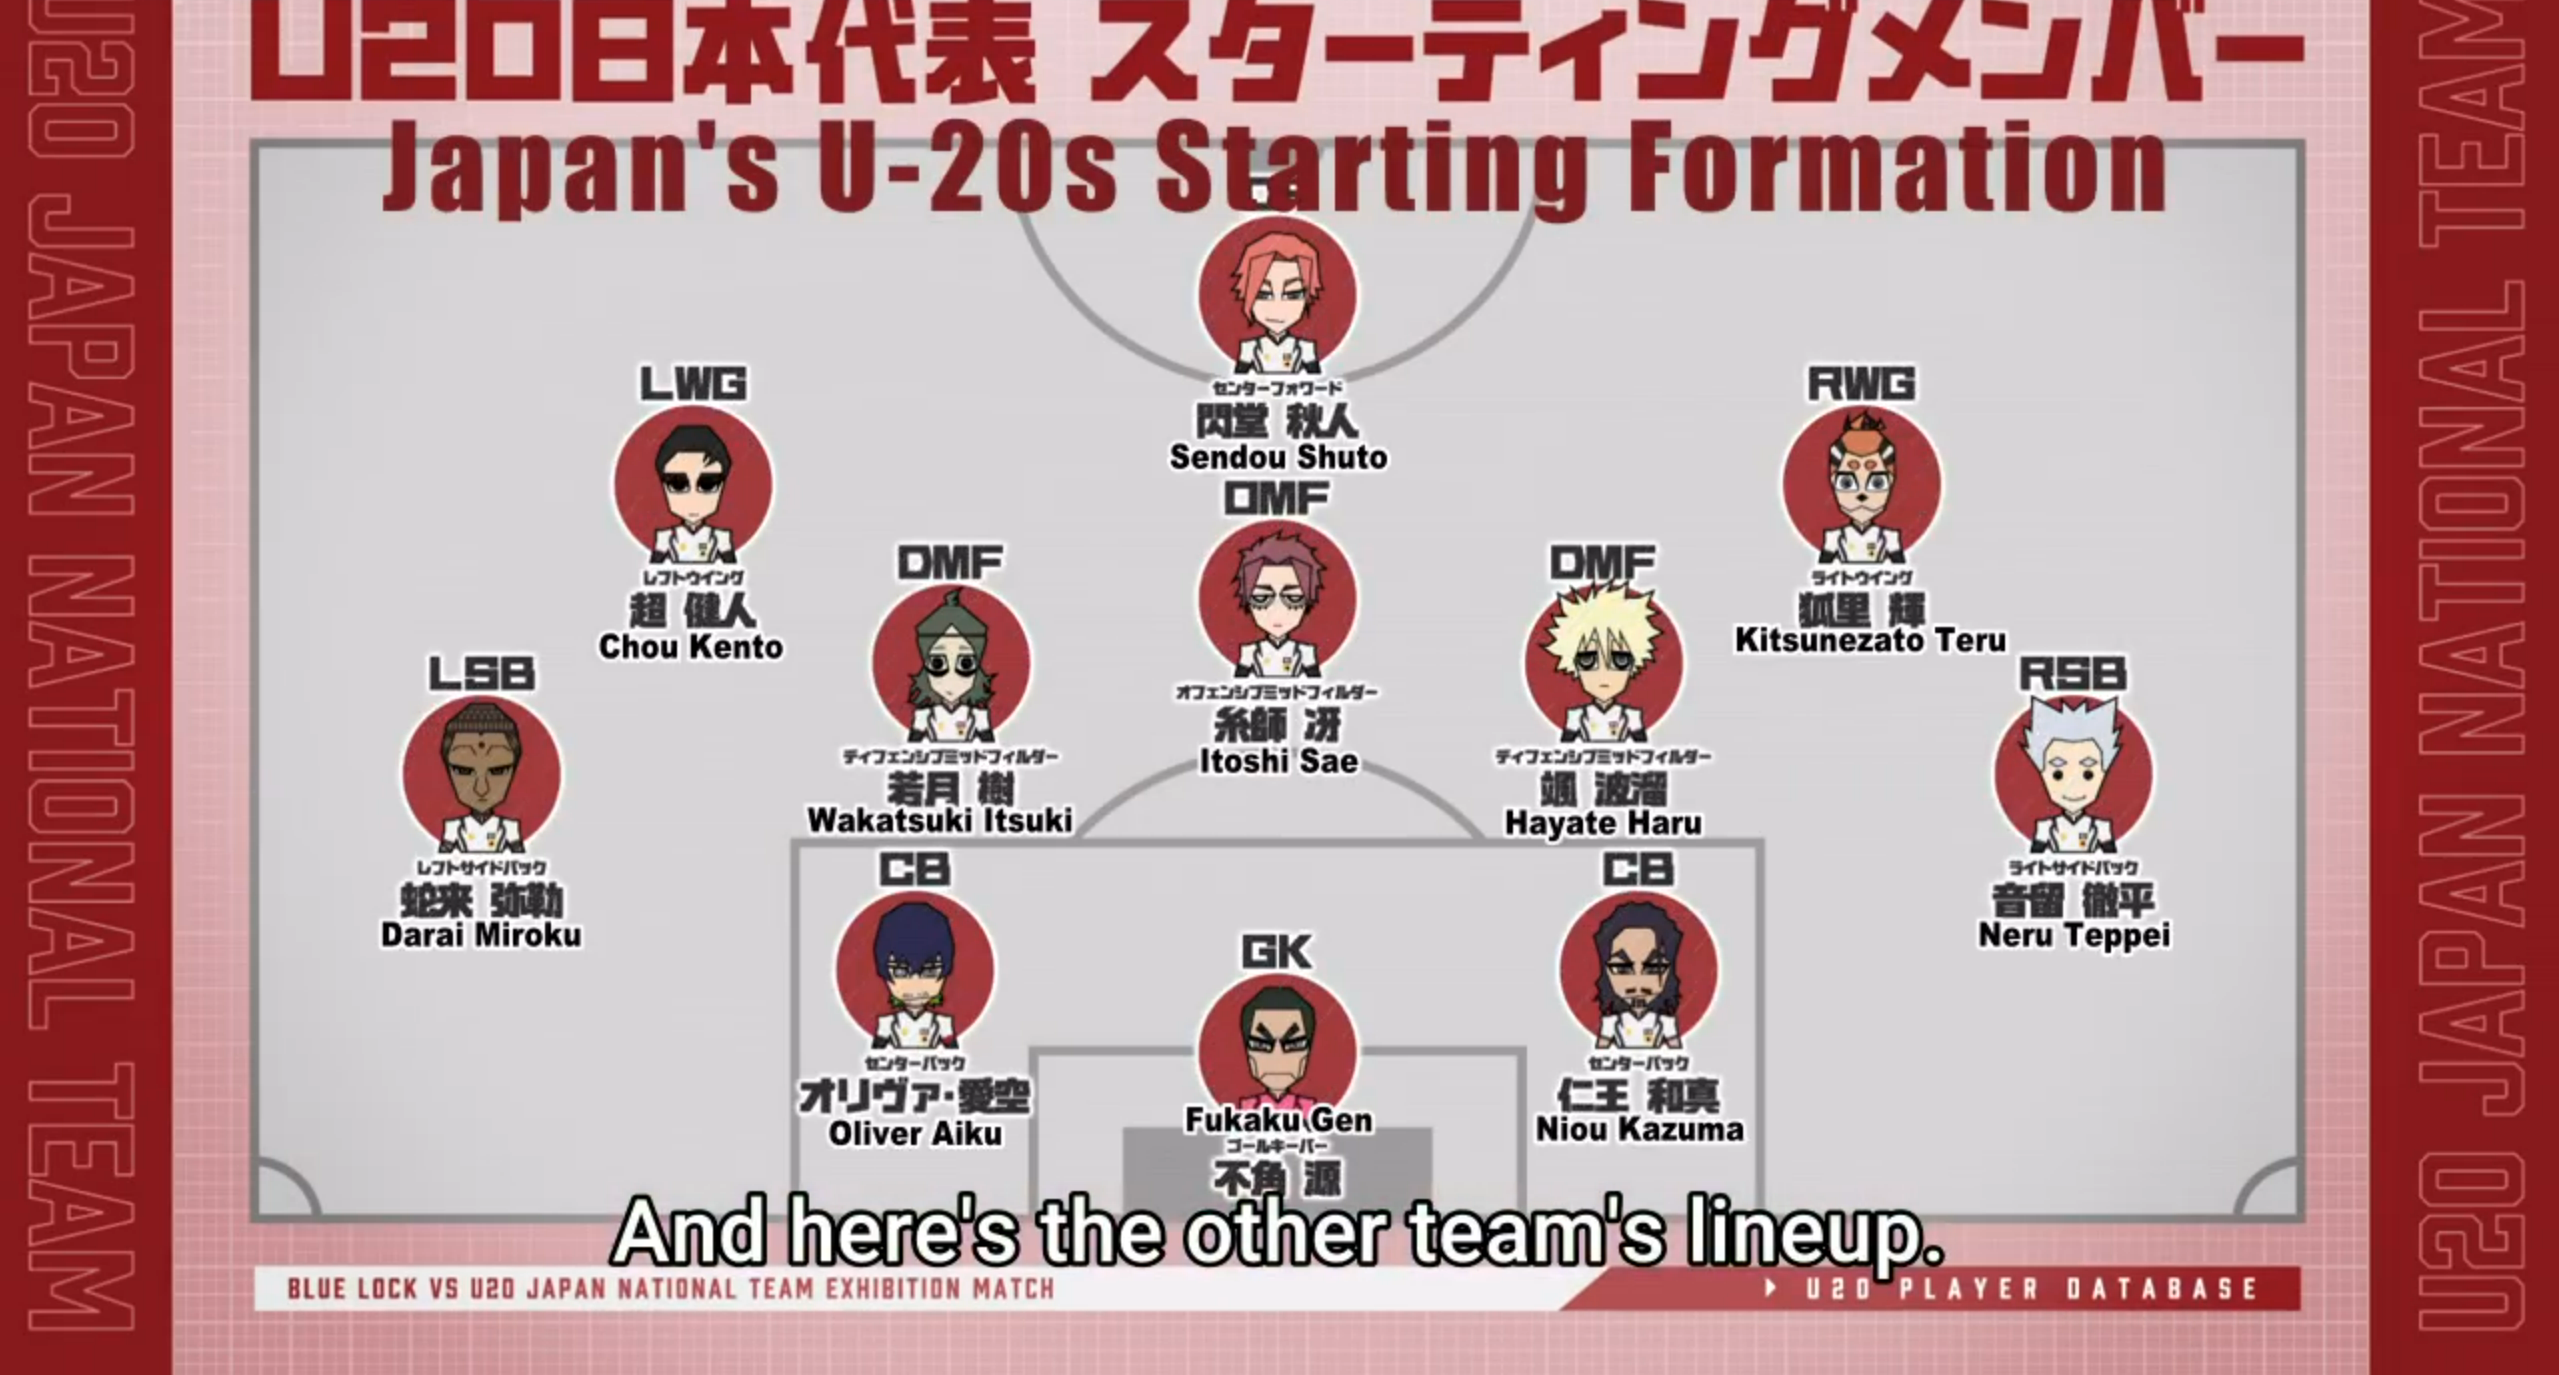 U20日本代表 スターティングメンバー
Japan's U-20s Starting Formation
センターフォワード
閃堂 秋人
Sendou Shuto
LWG
レフトウイング
超 健人
Chou Kento
RWG
ライトウイング
狐里 輝
Kitsunezato Teru
OMF
オフェンシブミッドフィルダー
糸師 冴
Itoshi Sae
DMF
ディフェンシブミッドフィルダー
若月 樹
Wakatsuki Itsuki
DMF
ディフェンシブミッドフィルダー
颯 波溜
Hayate Haru
LSB
レフトサイドバック
蛇来 弥勒
Darai Miroku
RSB
ライトサイドバック
音留 徹平
Neru Teppei
CB
センターバック
オリヴァ・愛空
Oliver Aiku
GK
Fukaku Gen
ゴールキーパー
不角 源
CB
センターバック
仁王 和真
Niou Kazuma
And here's the other team's lineup.
BLUE LOCK VS U20 JAPAN NATIONAL TEAM EXHIBITION MATCH
U20 PLAYER DATABASE
U20 JAPAN NATIONAL TEAM
U20 JAPAN NATIONAL TEAM